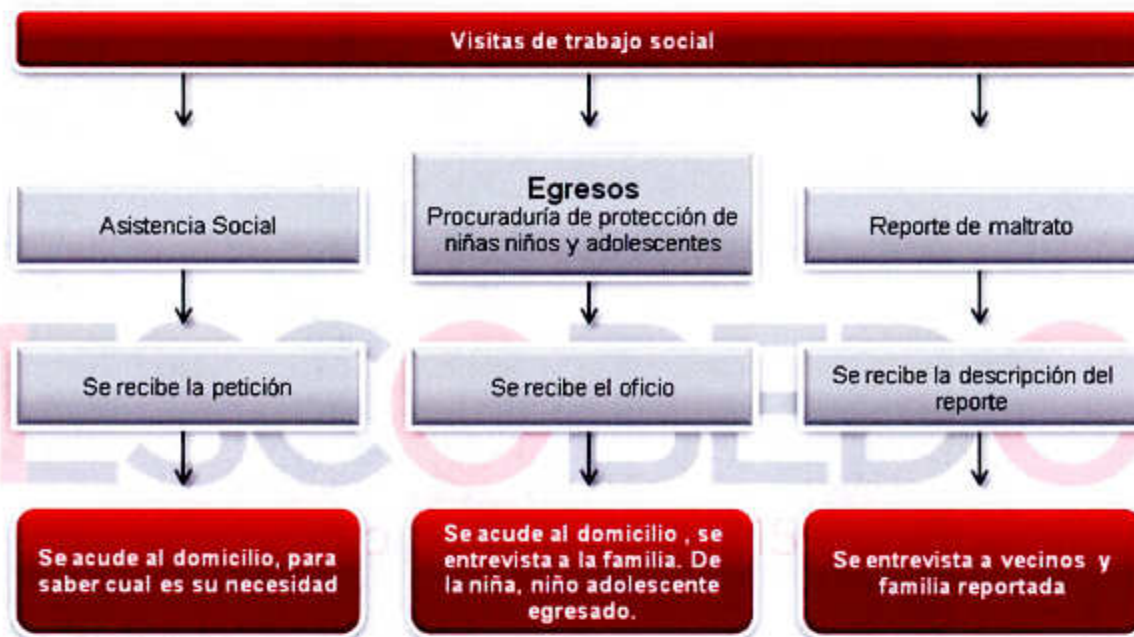 Visitas de trabajo social
Asistencia Social
Egresos
Procuraduría de protección de
niñas niños y adolescentes
Reporte de maltrato
Se recibe la petición
Se recibe el oficio
Se recibe la descripción del
reporte
Se acude al domicilio, para
saber cual es su necesidad
Se acude al domicilio , se
entrevista a la familia. De
la niña, niño adolescente
egresado.
Se entrevista a vecinos y
familia reportada
ESCOBEDO